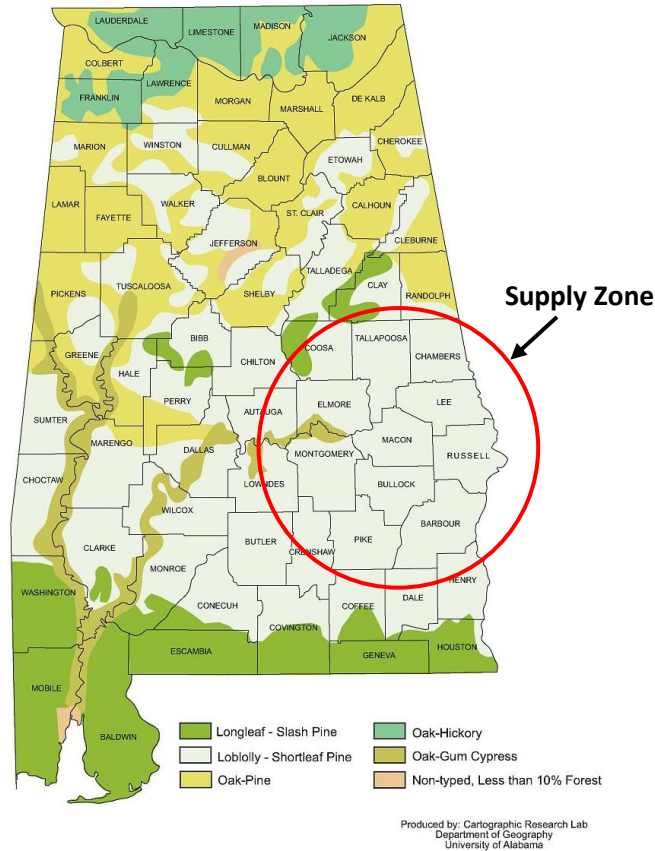 LAUDERDALE
LIMESTONE
MADISON
JACKSON
COLBERT
LAWRENCE
FRANKLIN
MORGAN
MARSHALL
DE KALB
MARION
WINSTON
CULLMAN
ETOWAH
CHEROKEE
BLOUNT
LAMAR
FAYETTE
WALKER
ST. CLAIR
CALHOUN
JEFFERSON
CLEBURNE
TALLADEGA
CLAY
PICKENS
TUSCALOOSA
SHELBY
RANDOLPH
Supply Zone
GREENE
HALE
BIBB
CHILTON
COOSA
TALLAPOOSA
CHAMBERS
PERRY
AUTAUGA
ELMORE
LEE
SUMTER
MARENGO
DALLAS
MONTGOMERY
MACON
RUSSELL
CHOCTAW
LOWNDES
BULLOCK
WILCOX
BARBOUR
CLARKE
BUTLER
CRENSHAW
PIKE
MONROE
HENRY
WASHINGTON
CONECUH
COVINGTON
COFFEE
DALE
ESCAMBIA
GENEVA
HOUSTON
MOBILE
BALDWIN
Longleaf - Slash Pine
Loblolly - Shortleaf Pine
Oak-Pine
Oak-Hickory
Oak-Gum Cypress
Non-typed, Less than 10% Forest
Produced by: Cartographic Research Lab
Department of Geography
University of Alabama